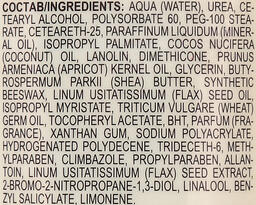 СОСТАВ/INGREDIENTS: AQUA (WATER), UREA, CE-
TEARYL ALCOHOL, POLYSORBATE 60, PEG-100 STEA-
RATE, CETEARETH-25, PARAFFINUM LIQUIDUM (MINER-
AL OIL), ISOPROPYL PALMITATE, COCOS NUCIFERA
(COCONUT) OIL, LANOLIN, DIMETHICONE, PRUNUS
ARMENIACA (APRICOT) KERNEL OIL, GLYCERIN, BUTY-
ROSPERMUM PARKII (SHEA) BUTTER, SYNTHETIC
BEESWAX, LINUM USITATISSIMUM (FLAX) SEED OIL,
ISOPROPYL MYRISTATE, TRITICUM VULGARE (WHEAT)
GERM OIL, TOCOPHERYL ACETATE, BHT, PARFUM (FRA-
GRANCE), XANTHAN GUM, SODIUM POLYACRYLATE,
HYDROGENATED POLYDECENE, TRIDECETH-6, METH-
YLPARABEN, CLIMBAZOLE, PROPYLPARABEN, ALLAN-
TOIN, LINUM USITATISSIMUM (FLAX) SEED EXTRACT,
2-BROMO-2-NITROPROPANE-1,3-DIOL, LINALOOL, BEN-
ZYL SALICYLATE, LIMONENE.